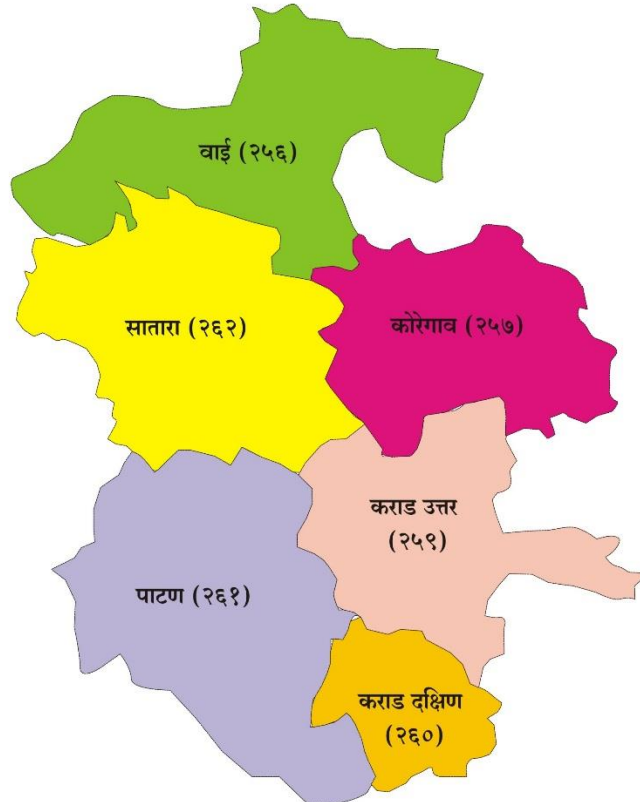 वाई (२५६)
सातारा (२६२)
कोरेगाव (२५७)
कराड उत्तर
(२५९)
पाटण (२६१)
कराड दक्षिण
(२६०)